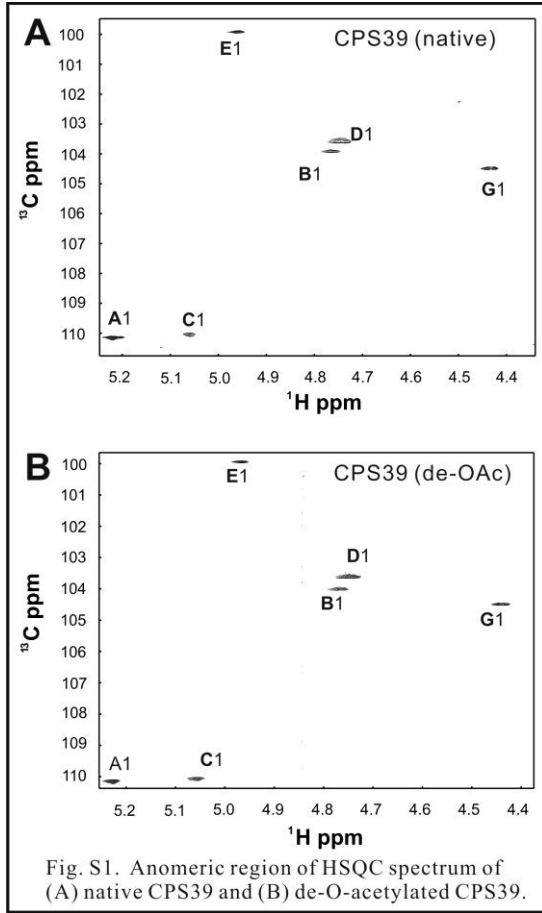 A
CPS39 (native)
E1
D1
B1
G1
A1
C1
100
101
102
103
104
105
106
109
110
¹³C ppm
5.2 5.1 5.0 4.9 4.8 4.7 4.6 4.5 4.4
¹H ppm
B
CPS39 (de-OAc)
E1
D1
B1
G1
A1
C1
100
101
102
103
104
105
106
109
110
¹³C ppm
5.2 5.1 5.0 4.9 4.8 4.7 4.6 4.5 4.4
¹H ppm
Fig. S1. Anomeric region of HSQC spectrum of
(A) native CPS39 and (B) de-O-acetylated CPS39.